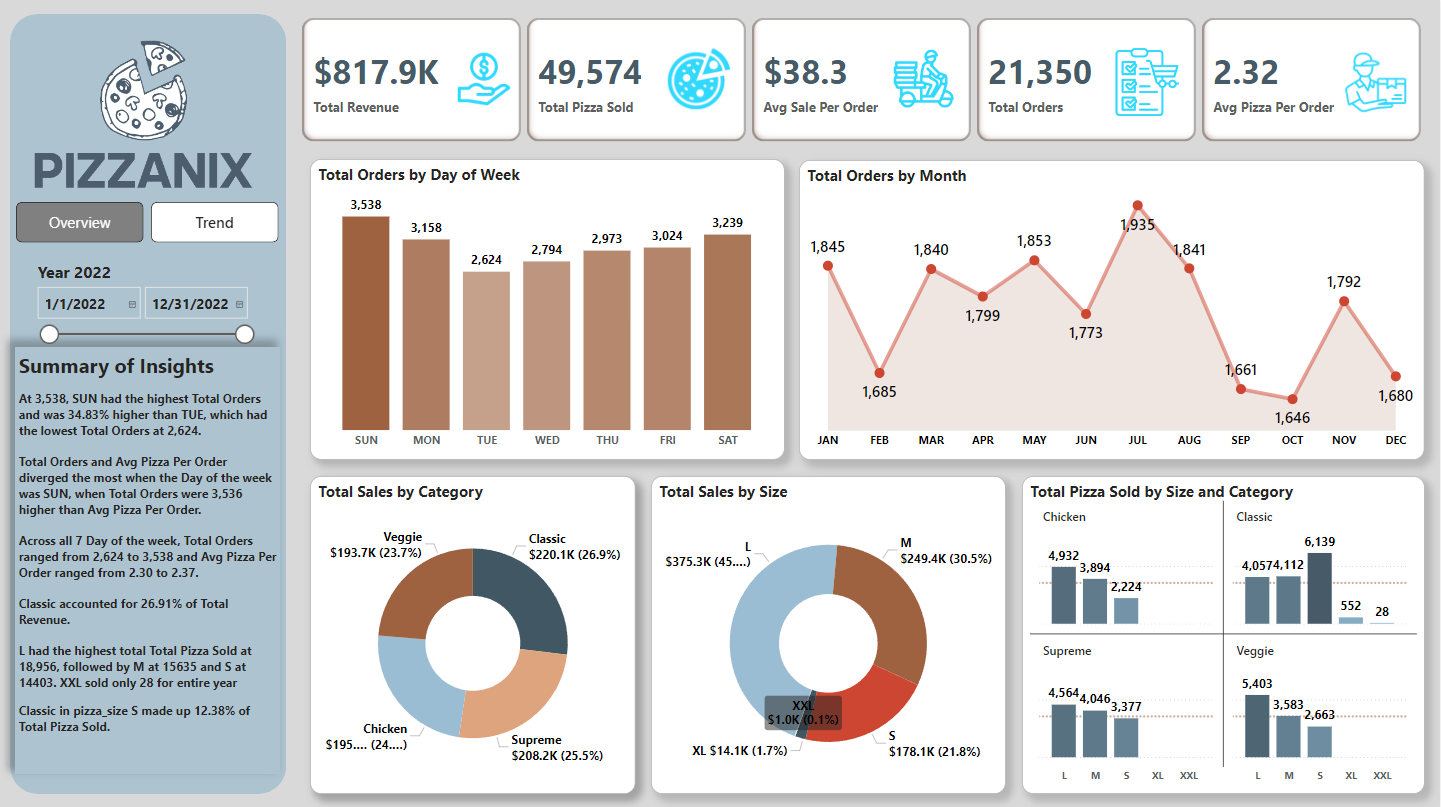 PIZZANIX
Overview
Trend
Year 2022
1/1/2022
12/31/2022
Summary of Insights
At 3,538, SUN had the highest Total Orders
and was 34.83% higher than TUE, which had
the lowest Total Orders at 2,624.
Total Orders and Avg Pizza Per Order
diverged the most when the Day of the week
was SUN, when Total Orders were 3,536
higher than Avg Pizza Per Order.
Across all 7 Day of the week, Total Orders
ranged from 2,624 to 3,538 and Avg Pizza Per
Order ranged from 2.30 to 2.37.
Classic accounted for 26.91% of Total
Revenue.
L had the highest total Total Pizza Sold at
18,956, followed by M at 15635 and S at
14403. XXL sold only 28 for entire year
Classic in pizza_size S made up 12.38% of
Total Pizza Sold.
$817.9K
Total Revenue
49,574
Total Pizza Sold
$38.3
Avg Sale Per Order
21,350
Total Orders
2.32
Avg Pizza Per Order
Total Orders by Day of Week
3,538
3,158
2,624
2,794
2,973
3,024
3,239
SUN MON TUE WED THU FRI SAT
Total Orders by Month
1,845
1,685
1,840
1,799
1,853
1,773
1,935
1,841
1,661
1,646
1,792
1,680
JAN FEB MAR APR MAY JUN JUL AUG SEP OCT NOV DEC
Total Sales by Category
Veggie
$193.7K (23.7%)
Classic
$220.1K (26.9%)
Chicken
$195.... (24....)
Supreme
$208.2K (25.5%)
Total Sales by Size
L
$375.3K (45....)
M
$249.4K (30.5%)
XXL
$1.0K (0.1%)
XL $14.1K (1.7%)
S
$178.1K (21.8%)
Total Pizza Sold by Size and Category
Chicken
4,932
3,894
2,224
Classic
4,057
4,112
6,139
552
28
Supreme
4,564
4,046
3,377
Veggie
5,403
3,583
2,663
L M S XL XXL
L M S XL XXL